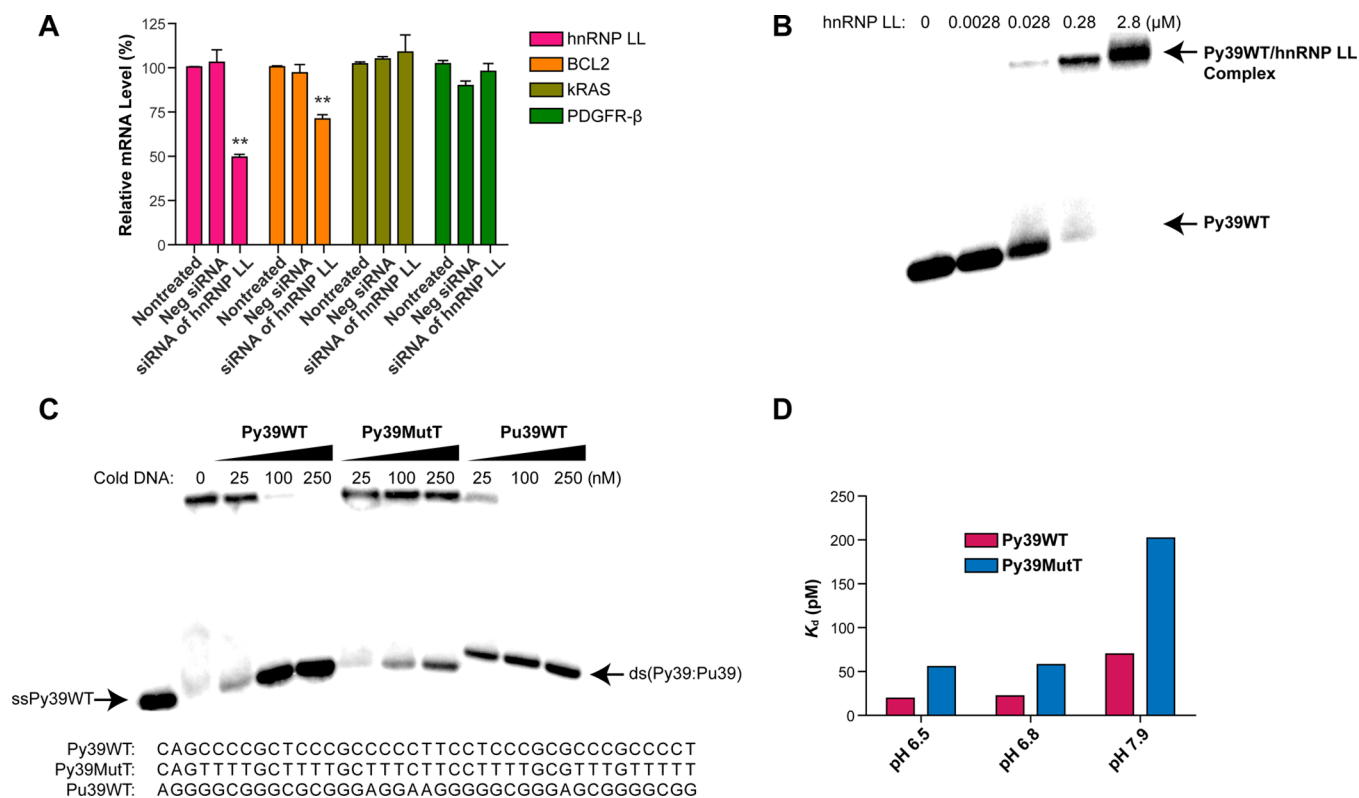 A
Relative mRNA Level (%)
125
100
75
50
25
0
**
**
hnRNP LL
BCL2
kRAS
PDGFR-β
Nontreated
Neg siRNA
siRNA of hnRNP LL
Nontreated
Neg siRNA
siRNA of hnRNP LL
Nontreated
Neg siRNA
siRNA of hnRNP LL
Nontreated
Neg siRNA
siRNA of hnRNP LL
B
hnRNP LL: 0 0.0028 0.028 0.28 2.8 (μM)
Py39WT/hnRNP LL
Complex
Py39WT
C
Py39WT Py39MutT Pu39WT
Cold DNA: 0 25 100 250 25 100 250 25 100 250 (nM)
ssPy39WT
ds(Py39:Pu39)
Py39WT: CAGCCCCGCTCCCGCCCCCTTCCTCCCGCGCCCGCCCCT
Py39MutT: CAGTTTTGCTTTTGCTTTCTTCCTTTTGCGTTTGTTTTT
Pu39WT: AGGGGCGGGCGCGGGAGGAAGGGGGCGGGAGCGGGGCGG
D
Kd (pM)
250
200
150
100
50
0
Py39WT
Py39MutT
pH 6.5
pH 6.8
pH 7.9